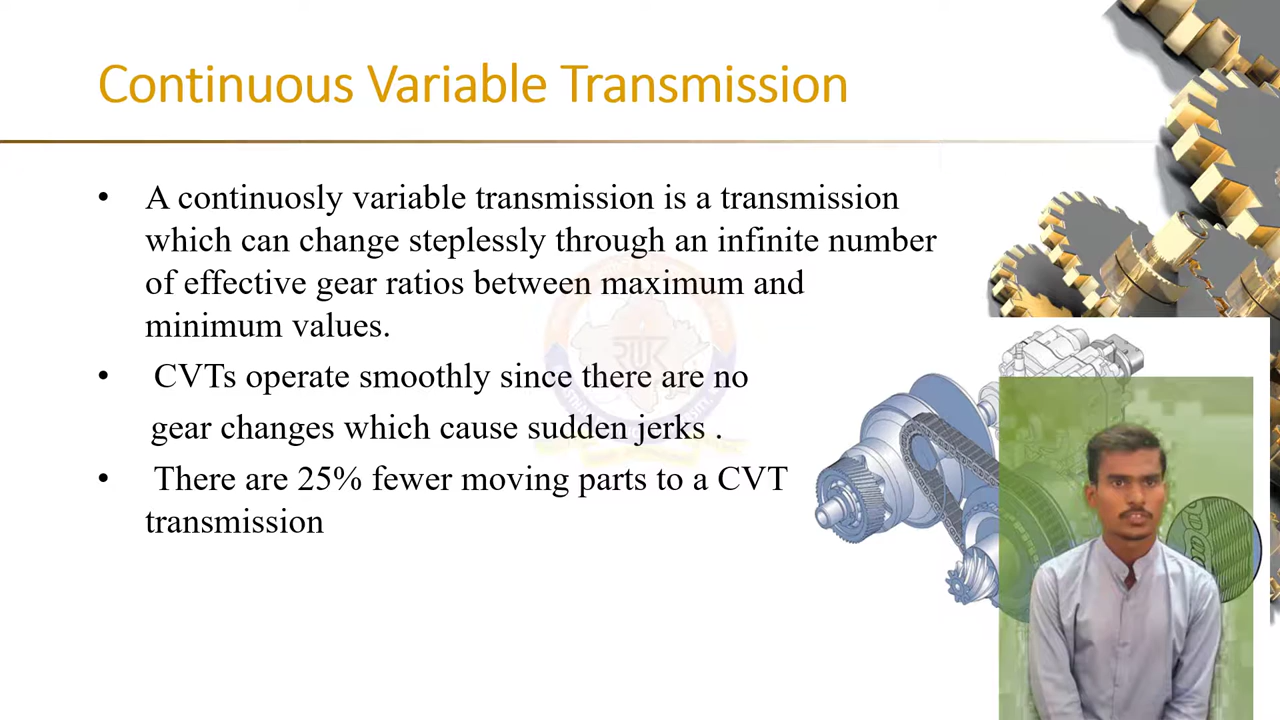 Continuous Variable Transmission
• A continuosly variable transmission is a transmission
which can change steplessly through an infinite number
of effective gear ratios between maximum and
minimum values.
• CVTs operate smoothly since there are no
gear changes which cause sudden jerks .
• There are 25% fewer moving parts to a CVT
transmission